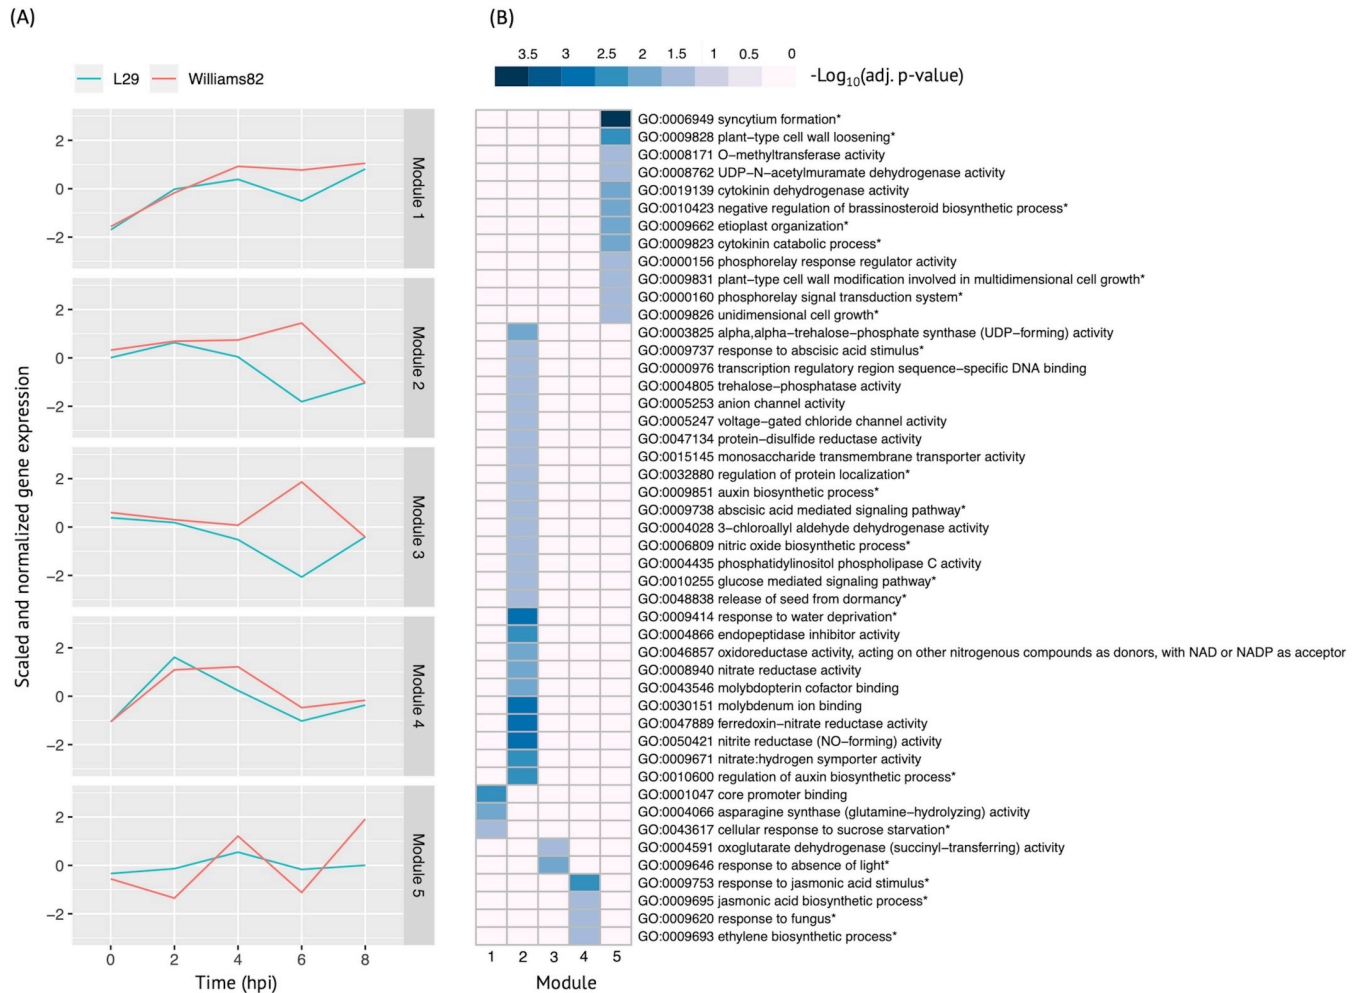 (A)
L29 Williams82
Scaled and normalized gene expression
2
0
−2
Module 1
2
0
−2
Module 2
2
0
−2
Module 3
2
0
−2
Module 4
2
0
−2
Module 5
0 2 4 6 8
Time (hpi)
(B)
3.5 3 2.5 2 1.5 1 0.5 0
-Log10(adj. p-value)
GO:0006949 syncytium formation*
GO:0009828 plant−type cell wall loosening*
GO:0008171 O−methyltransferase activity
GO:0008762 UDP−N−acetylmuramate dehydrogenase activity
GO:0019139 cytokinin dehydrogenase activity
GO:0010423 negative regulation of brassinosteroid biosynthetic process*
GO:0009662 etioplast organization*
GO:0009823 cytokinin catabolic process*
GO:0000156 phosphorelay response regulator activity
GO:0009831 plant−type cell wall modification involved in multidimensional cell growth*
GO:0000160 phosphorelay signal transduction system*
GO:0009826 unidimensional cell growth*
GO:0003825 alpha,alpha−trehalose−phosphate synthase (UDP−forming) activity
GO:0009737 response to abscisic acid stimulus*
GO:0000976 transcription regulatory region sequence−specific DNA binding
GO:0004805 trehalose−phosphatase activity
GO:0005253 anion channel activity
GO:0005247 voltage−gated chloride channel activity
GO:0047134 protein−disulfide reductase activity
GO:0015145 monosaccharide transmembrane transporter activity
GO:0032880 regulation of protein localization*
GO:0009851 auxin biosynthetic process*
GO:0009738 abscisic acid mediated signaling pathway*
GO:0004028 3−chloroallyl aldehyde dehydrogenase activity
GO:0006809 nitric oxide biosynthetic process*
GO:0004435 phosphatidylinositol phospholipase C activity
GO:0010255 glucose mediated signaling pathway*
GO:0048838 release of seed from dormancy*
GO:0009414 response to water deprivation*
GO:0004866 endopeptidase inhibitor activity
GO:0046857 oxidoreductase activity, acting on other nitrogenous compounds as donors, with NAD or NADP as acceptor
GO:0008940 nitrate reductase activity
GO:0043546 molybdopterin cofactor binding
GO:0030151 molybdenum ion binding
GO:0047889 ferredoxin−nitrate reductase activity
GO:0050421 nitrite reductase (NO−forming) activity
GO:0009671 nitrate:hydrogen symporter activity
GO:0010600 regulation of auxin biosynthetic process*
GO:0001047 core promoter binding
GO:0004066 asparagine synthase (glutamine−hydrolyzing) activity
GO:0043617 cellular response to sucrose starvation*
GO:0004591 oxoglutarate dehydrogenase (succinyl−transferring) activity
GO:0009646 response to absence of light*
GO:0009753 response to jasmonic acid stimulus*
GO:0009695 jasmonic acid biosynthetic process*
GO:0009620 response to fungus*
GO:0009693 ethylene biosynthetic process*
1 2 3 4 5
Module